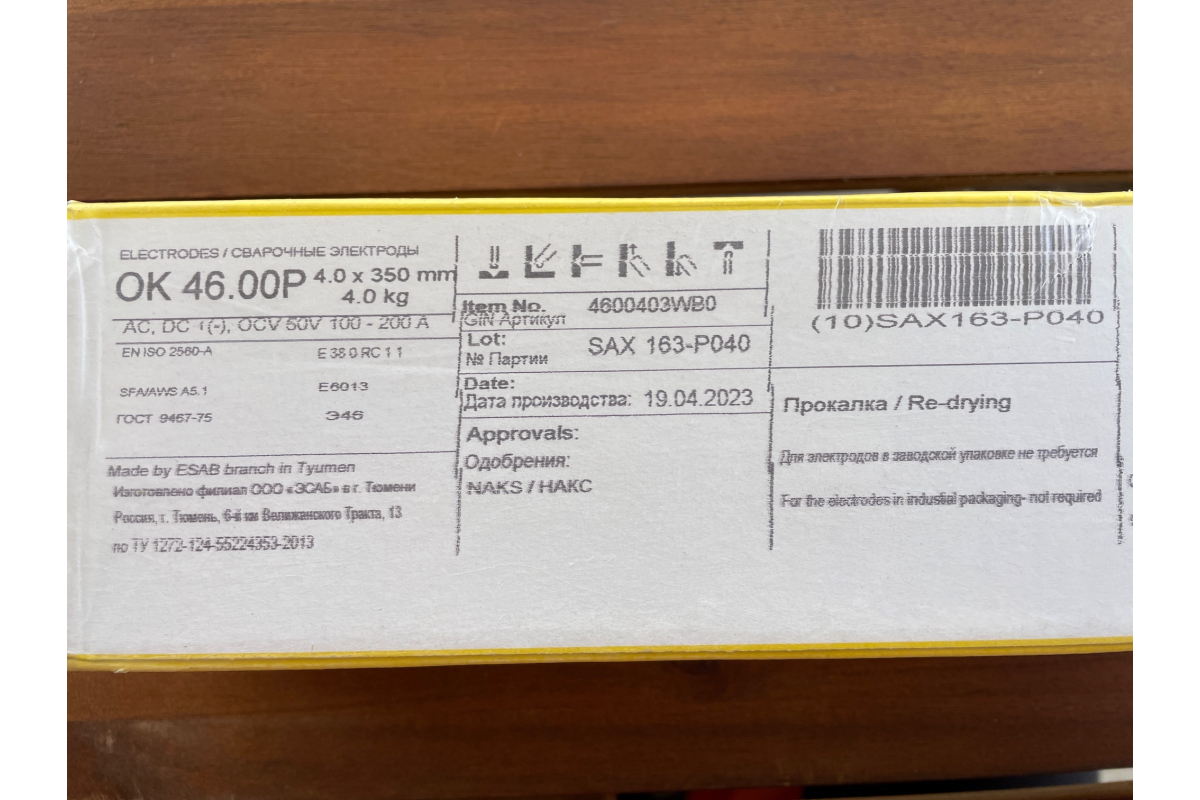 ELECTRODES / СВАРОЧНЫЕ ЭЛЕКТРОДЫ
OK 46.00P 4.0 x 350 mm
4.0 kg
AC, DC +(-), OCV 50V 100 - 200 A
EN ISO 2560-A E 38 0 RC 1 1
SFA/AWS A5.1 E6013
ГОСТ 9467-75 Э46
Made by ESAB branch in Tyumen
Изготовлено филиал ООО «ЭСАБ» в г. Тюмени
Россия, г. Тюмень, 6-й км Велижанского Тракта, 13
по ТУ 1272-124-55224353-2013
Item No. 4600403WB0
GIN Артикул
Lot: SAX 163-P040
№ Партии
Date:
Дата производства: 19.04.2023
Approvals:
Одобрения:
NAKS / НАКС
(10)SAX163-P040
Прокалка / Re-drying
Для электродов в заводской упаковке не требуется
For the electrodes in industial packaging- not required